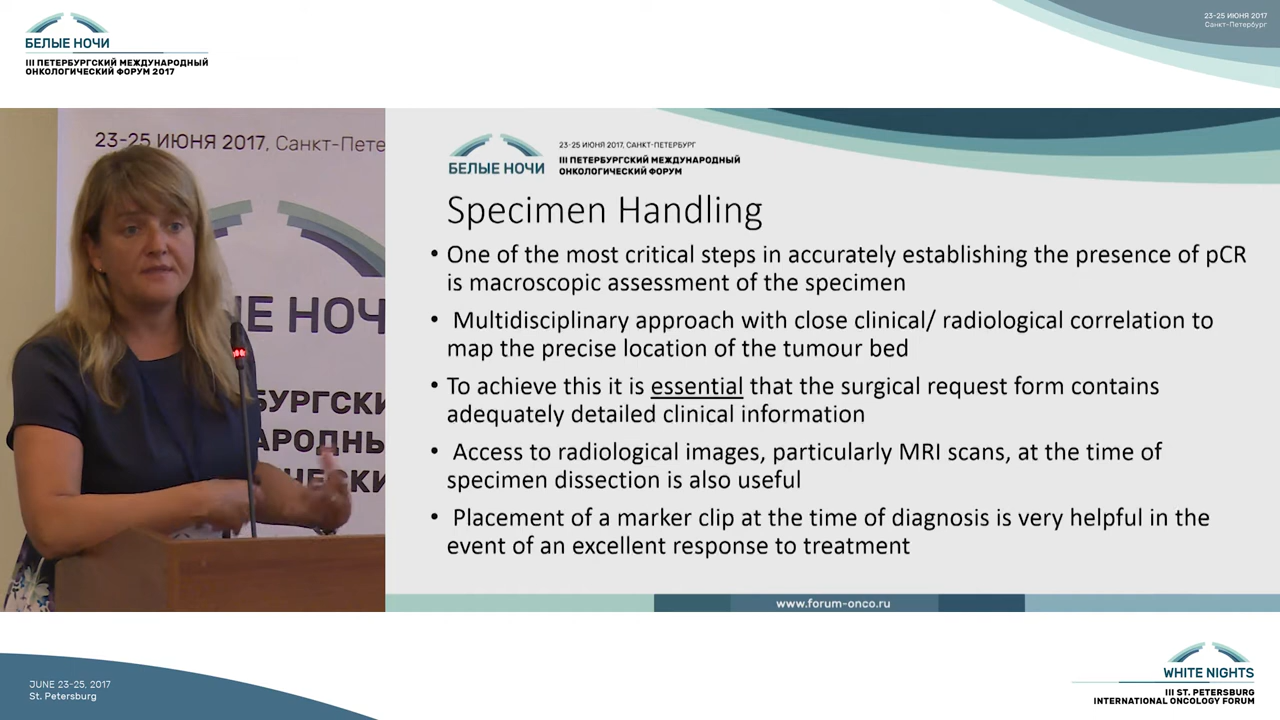 БЕЛЫЕ НОЧИ
III ПЕТЕРБУРГСКИЙ МЕЖДУНАРОДНЫЙ
ОНКОЛОГИЧЕСКИЙ ФОРУМ 2017
23-25 ИЮНЯ 2017
Санкт-Петербург
23-25 ИЮНЯ 2017, Санкт-Пете
Е НОЧИ
БУРГСКИ
АРОДНЫ
ЧЕСКИ
23-25 ИЮНЯ 2017, САНКТ-ПЕТЕРБУРГ
БЕЛЫЕ НОЧИ
III ПЕТЕРБУРГСКИЙ МЕЖДУНАРОДНЫЙ
ОНКОЛОГИЧЕСКИЙ ФОРУМ
Specimen Handling
• One of the most critical steps in accurately establishing the presence of pCR
is macroscopic assessment of the specimen
• Multidisciplinary approach with close clinical/ radiological correlation to
map the precise location of the tumour bed
• To achieve this it is essential that the surgical request form contains
adequately detailed clinical information
• Access to radiological images, particularly MRI scans, at the time of
specimen dissection is also useful
• Placement of a marker clip at the time of diagnosis is very helpful in the
event of an excellent response to treatment
www.forum-onco.ru
JUNE 23-25, 2017
St. Petersburg
WHITE NIGHTS
III ST. PETERSBURG
INTERNATIONAL ONCOLOGY FORUM